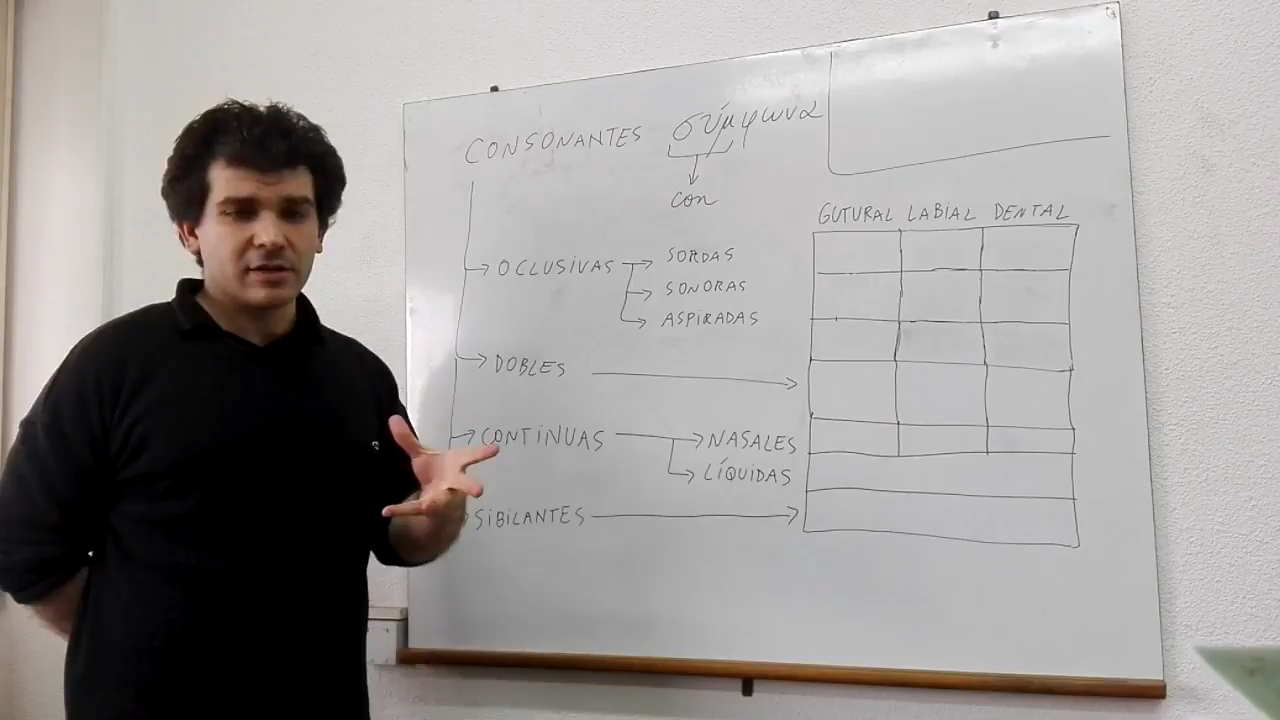 CONSONANTES σύμφωνα
con
GUTURAL LABIAL DENTAL
OCLUSIVAS
SORDAS
SONORAS
ASPIRADAS
DOBLES
CONTINUAS
NASALES
LÍQUIDAS
SIBILANTES